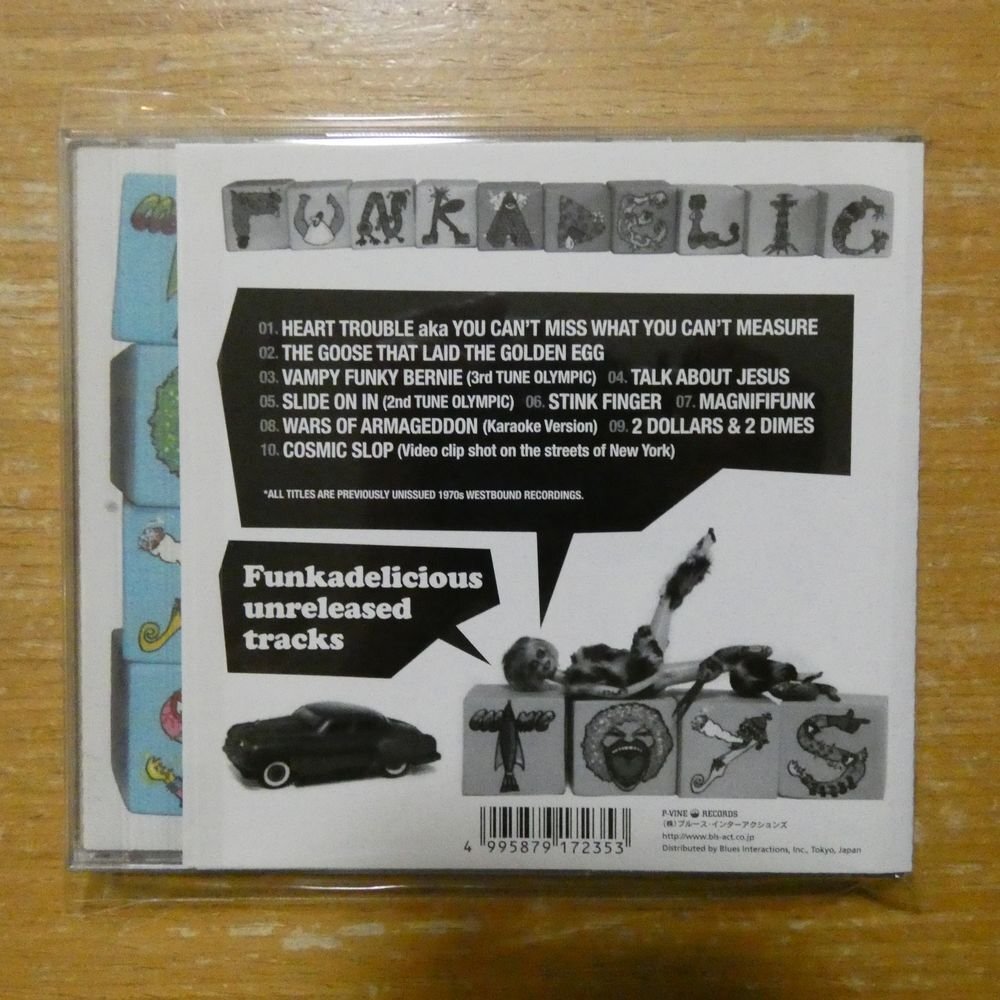 FUNKADELIC
01. HEART TROUBLE aka YOU CAN'T MISS WHAT YOU CAN'T MEASURE
02. THE GOOSE THAT LAID THE GOLDEN EGG
03. VAMPY FUNKY BERNIE (3rd TUNE OLYMPIC) 04. TALK ABOUT JESUS
05. SLIDE ON IN (2nd TUNE OLYMPIC) 06. STINK FINGER 07. MAGNIFIFUNK
08. WARS OF ARMAGEDDON (Karaoke Version) 09. 2 DOLLARS & 2 DIMES
10. COSMIC SLOP (Video clip shot on the streets of New York)
*ALL TITLES ARE PREVIOUSLY UNISSUED 1970s WESTBOUND RECORDINGS.
Funkadelicious
unreleased
tracks
TOYS
4 995879 172353
P-VINE RECORDS
(株)ブルース・インターアクションズ
http://www.bls-act.co.jp
Distributed by Blues Interactions, Inc., Tokyo, Japan